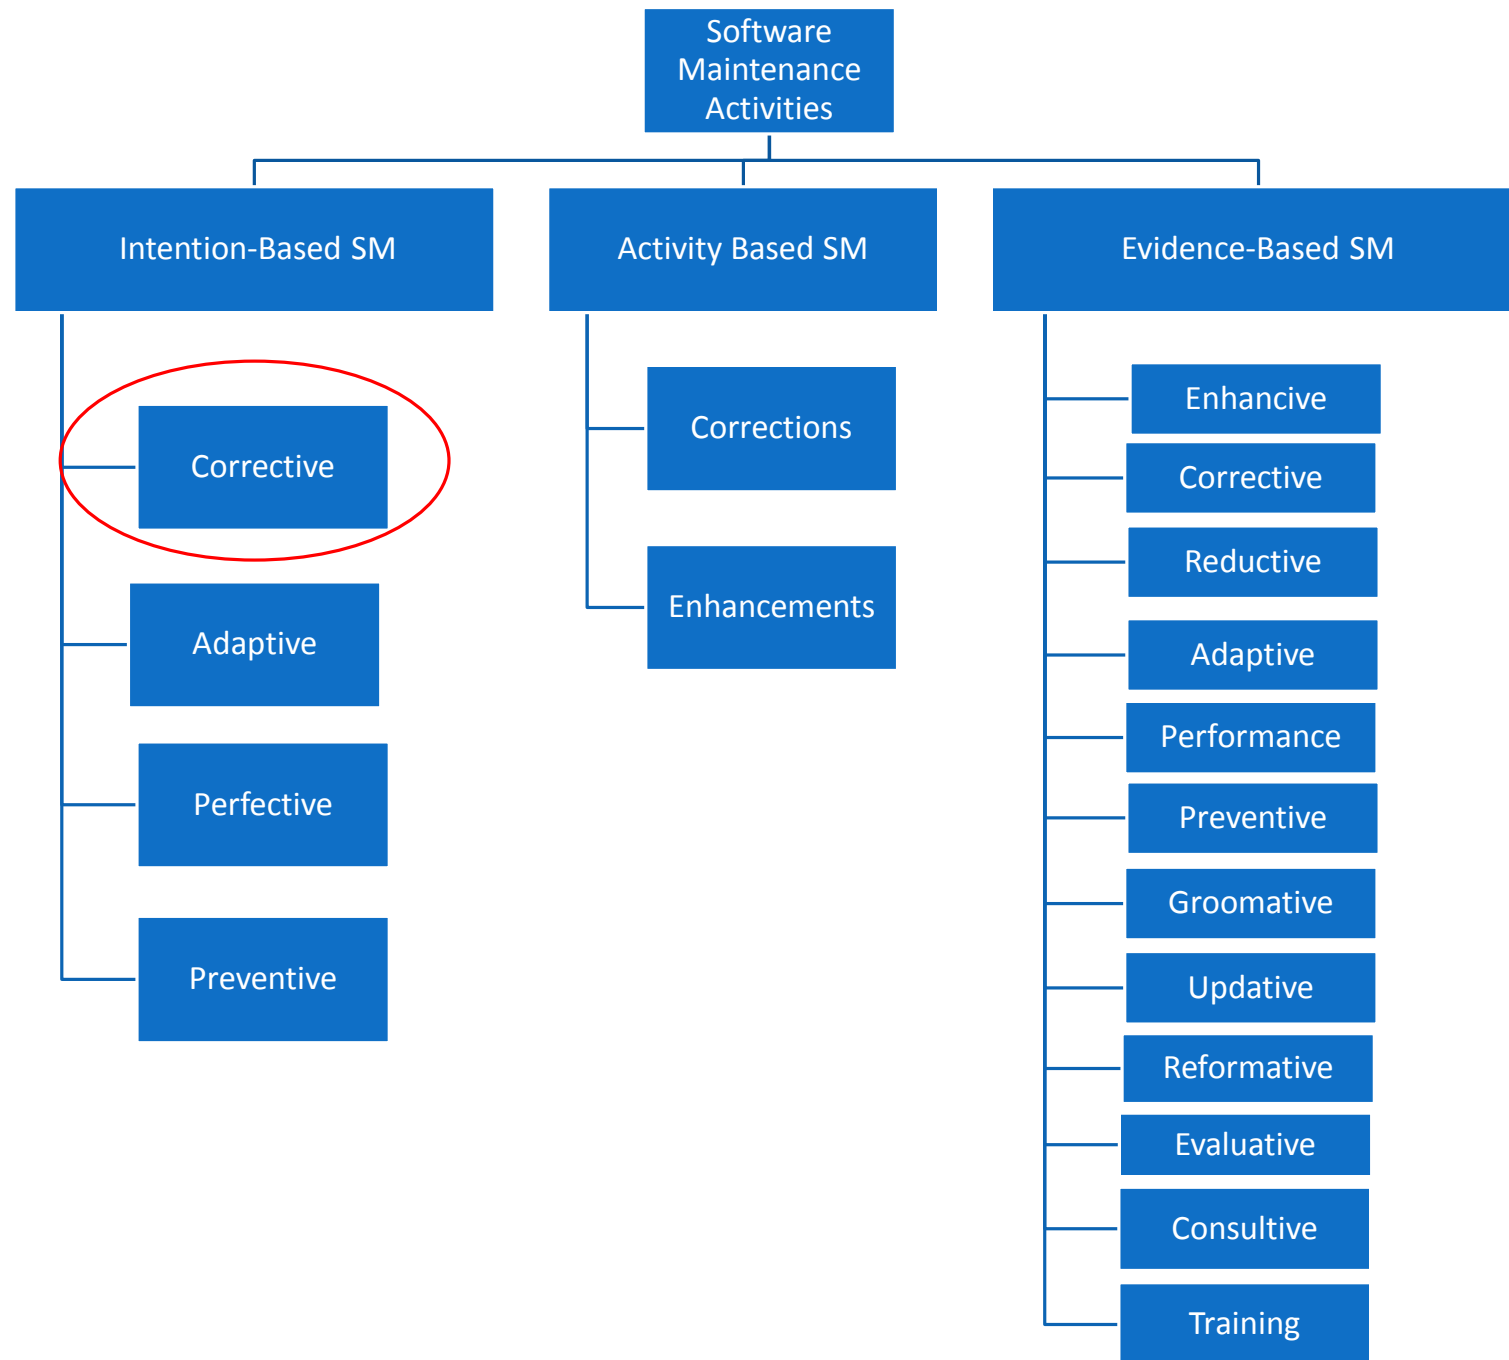 Software
Maintenance
Activities
Intention-Based SM
Corrective
Adaptive
Perfective
Preventive
Activity Based SM
Corrections
Enhancements
Evidence-Based SM
Enhancive
Corrective
Reductive
Adaptive
Performance
Preventive
Groomative
Updative
Reformative
Evaluative
Consultive
Training